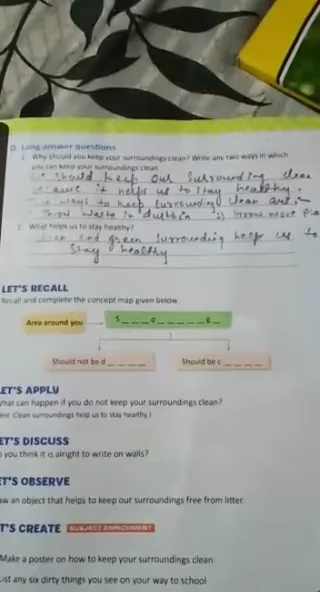 D. Long answer questions
1. Why should you keep your surroundings clean? Write any two ways in which
you can keep your surroundings clean
should keep our surrounding clean
it helps us to stay healthy.
ways to keep surrounding clean are:-
Throw waste in dustbin
2. What helps us to stay healthy?
and green surrounding helps us to
stay healthy
LET'S RECALL
Recall and complete the concept map given below.
Area around you
S _ _ _ o _ _ _ _ _ g _
Should not be d _ _ _ _
Should be c _ _ _ _
LET'S APPLY
What can happen if you do not keep your surroundings clean?
Clean surroundings help us to stay healthy.)
LET'S DISCUSS
you think it is alright to write on walls?
LET'S OBSERVE
an object that helps to keep our surroundings free from litter.
LET'S CREATE SUBJECT ENRICHMENT
Make a poster on how to keep your surroundings clean.
List any six dirty things you see on your way to school